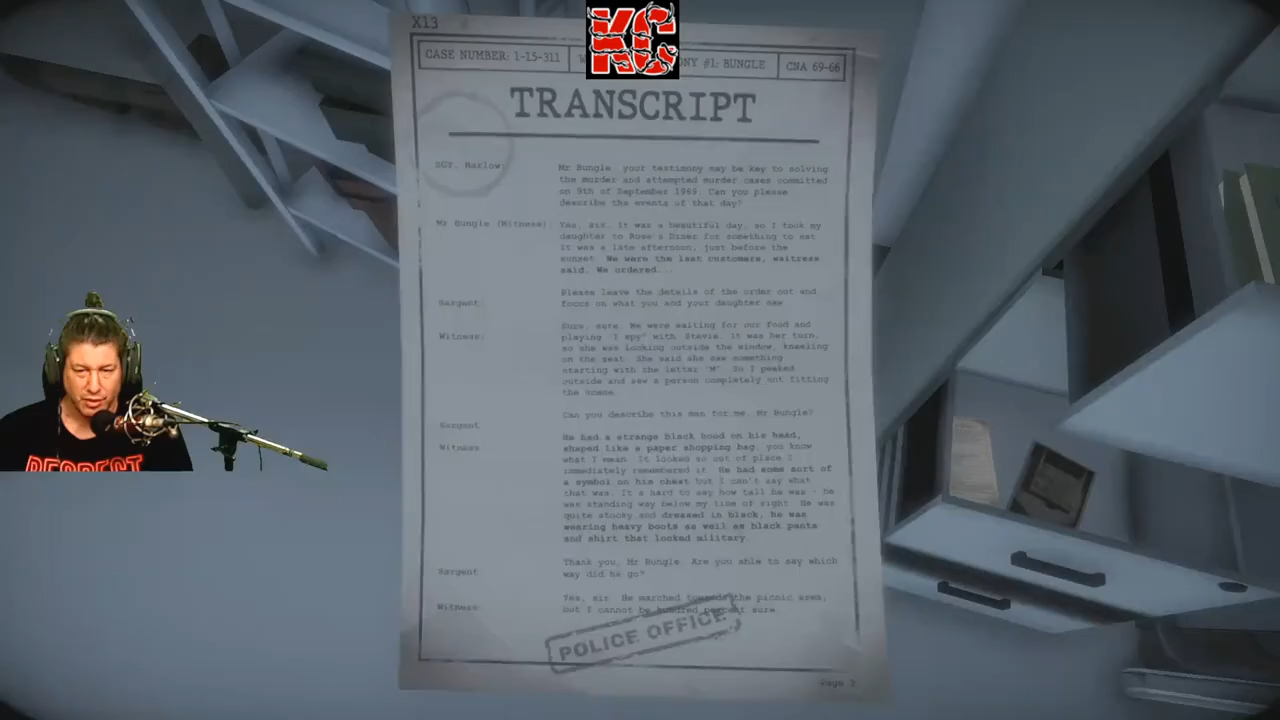 X13
KC
CASE NUMBER: 1-15-311
#1: BUNGLE
CNA 69-66
TRANSCRIPT
SGT. Marlow:
Mr Bungle, your testimony may be key to solving
the murder and attempted murder cases committed
on 9th of September 1989. Can you please
describe the events of that day?
Mr Bungle (Witness):
Yes, sir. It was a beautiful day, so I took my
daughter to Rose's Diner for something to eat
It was a late afternoon, just before the
sunset. We were the last customers, waitress
said. We ordered...
Please leave the details of the order out and
Sargent:
focus on what you and your daughter saw
Sure, sure. We were waiting for our food and
Witness:
playing "I spy" with Stevie. It was her turn,
so she was looking outside the window, kneeling
on the seat. She said she saw something
starting with the letter "M". So I peaked
outside and saw a person completely not fitting
the scene.
Can you describe this man for me, Mr Bungle?
Sargent
He had a strange black hood on his head,
Witness
shaped like a paper shopping bag, you know
what I mean. It looked so out of place I
immediately remembered it. He had some sort of
a symbol on his chest but I can't say what
that was. It's hard to say how tall he was - he
was standing way below my line of sight. He was
quite stocky and dressed in black, he was
wearing heavy boots as well as black pants
and shirt that looked military.
Thank you, Mr Bungle. Are you able to say which
Sargent
way did he go?
Yes, sir. He marched towards the picnic area,
Witness
but I cannot be hundred percent sure
POLICE OFFICE
Page
RESPECT